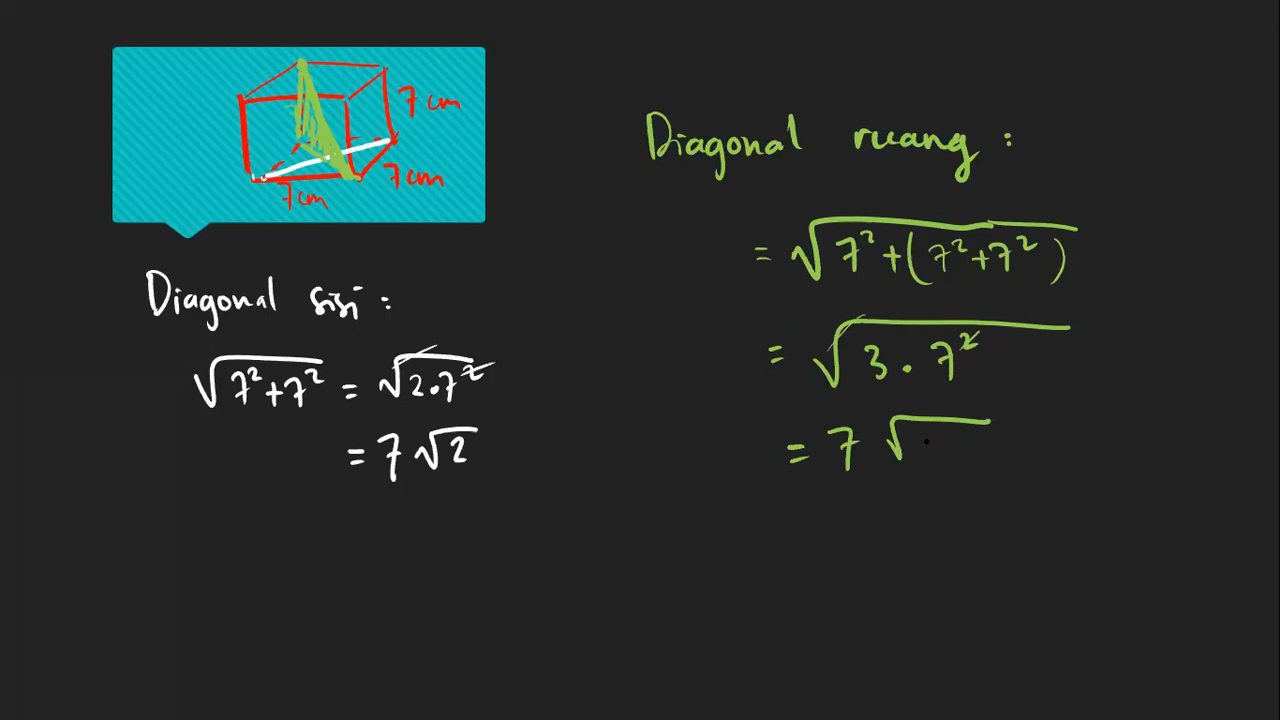 7 cm
7 cm
7 cm
Diagonal sisi :
√7²+7² = √2·7²
= 7√2
Diagonal ruang :
= √7²+(7²+7²)
= √3·7²
= 7√